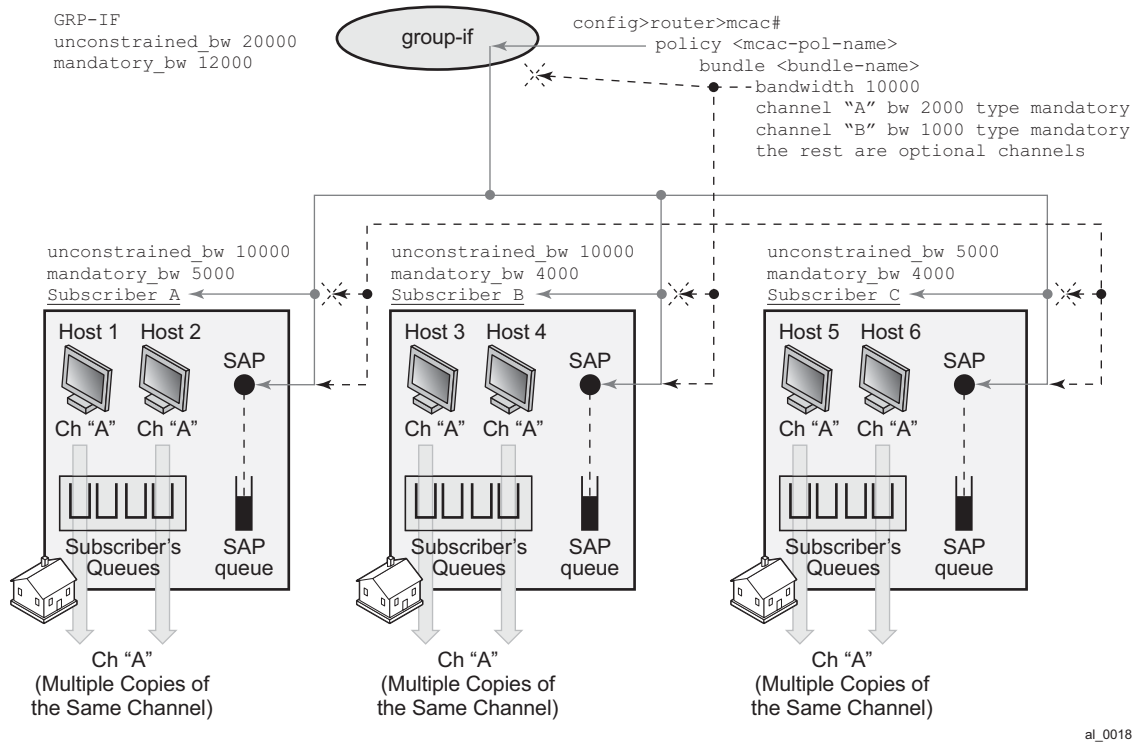 GRP-IF
unconstrained_bw 20000
mandatory_bw 12000
group-if
config>router>mcac#
policy <mcac-pol-name>
bundle <bundle-name>
bandwidth 10000
channel “A” bw 2000 type mandatory
channel “B” bw 1000 type mandatory
the rest are optional channels
unconstrained_bw 10000
mandatory_bw 5000
Subscriber A
Host 1 Host 2
SAP
Ch “A” Ch “A”
Subscriber's
Queues
SAP
queue
Ch “A”
(Multiple Copies of
the Same Channel)
unconstrained_bw 10000
mandatory_bw 4000
Subscriber B
Host 3 Host 4
SAP
Ch “A” Ch “A”
Subscriber's
Queues
SAP
queue
Ch “A”
(Multiple Copies of
the Same Channel)
unconstrained_bw 5000
mandatory_bw 4000
Subscriber C
Host 5 Host 6
SAP
Ch “A” Ch “A”
Subscriber's
Queues
SAP
queue
Ch “A”
(Multiple Copies of
the Same Channel)
al_0018